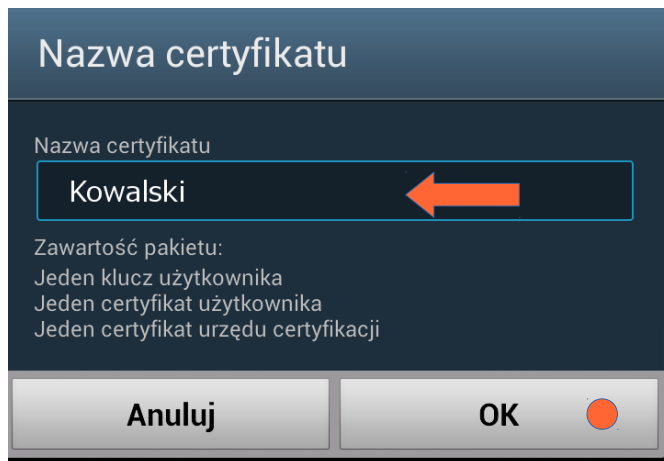 Nazwa certyfikatu
Nazwa certyfikatu
Kowalski
Zawartość pakietu:
Jeden klucz użytkownika
Jeden certyfikat użytkownika
Jeden certyfikat urzędu certyfikacji
Anuluj
OK